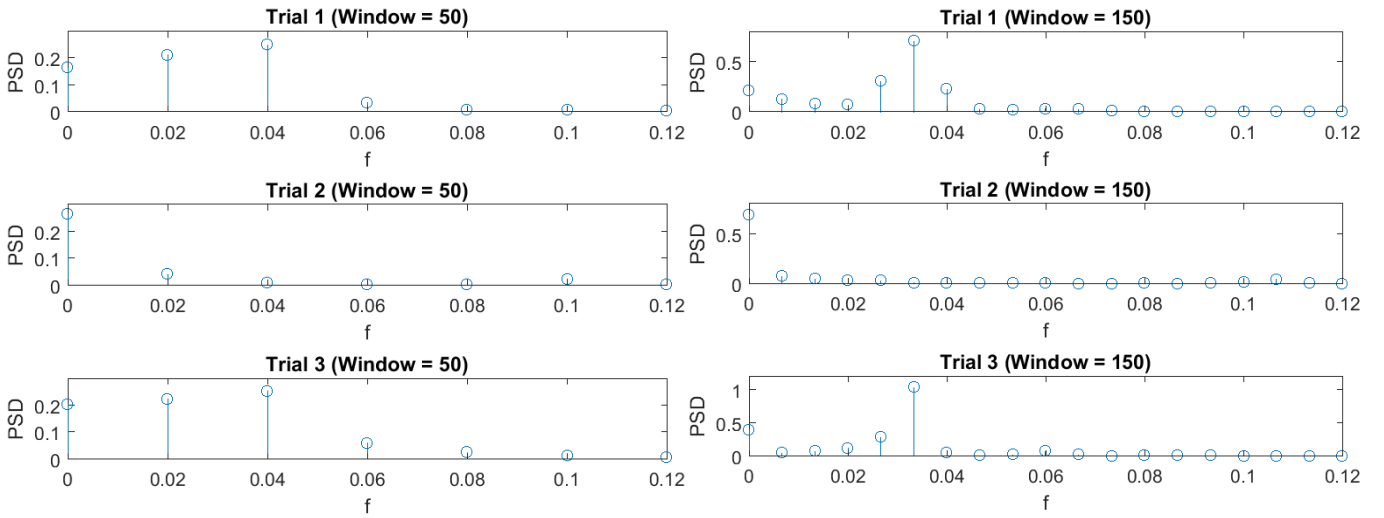 Trial 1 (Window = 50)
PSD
0.2
0.1
0
0 0.02 0.04 0.06 0.08 0.1 0.12
f
Trial 2 (Window = 50)
PSD
0.2
0.1
0
0 0.02 0.04 0.06 0.08 0.1 0.12
f
Trial 3 (Window = 50)
PSD
0.2
0.1
0
0 0.02 0.04 0.06 0.08 0.1 0.12
f
Trial 1 (Window = 150)
PSD
0.5
0
0 0.02 0.04 0.06 0.08 0.1 0.12
f
Trial 2 (Window = 150)
PSD
0.5
0
0 0.02 0.04 0.06 0.08 0.1 0.12
f
Trial 3 (Window = 150)
PSD
1
0.5
0
0 0.02 0.04 0.06 0.08 0.1 0.12
f